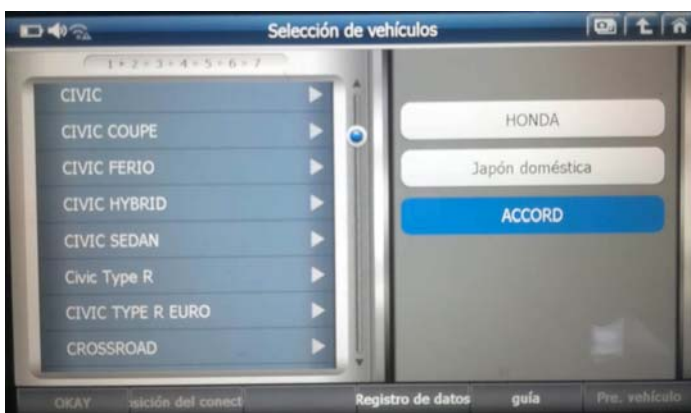 Selección de vehículos
1 2 3 4 5 6 7
CIVIC
CIVIC COUPE
CIVIC FERIO
CIVIC HYBRID
CIVIC SEDAN
Civic Type R
CIVIC TYPE R EURO
CROSSROAD
HONDA
Japón doméstica
ACCORD
OKAY
sición del conect
Registro de datos
guía
Pre. vehículo